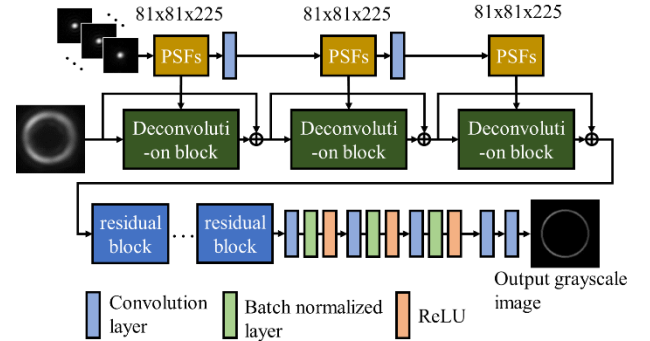 81x81x225 81x81x225 81x81x225
PSFs PSFs PSFs
Deconvoluti Deconvoluti Deconvoluti
-on block -on block -on block
residual residual
block ... block
Output grayscale
image
Convolution Batch normalized ReLU
layer layer